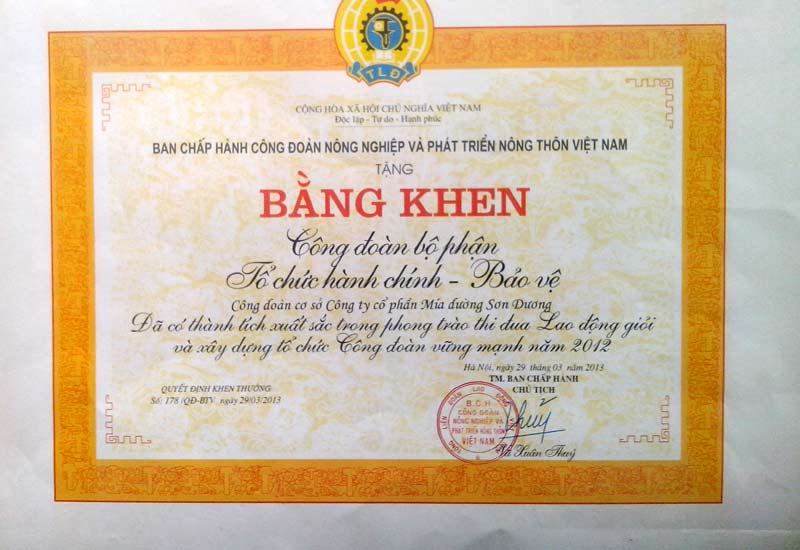 TLĐ
CỘNG HÒA XÃ HỘI CHỦ NGHĨA VIỆT NAM
Độc lập - Tự do - Hạnh phúc
BAN CHẤP HÀNH CÔNG ĐOÀN NÔNG NGHIỆP VÀ PHÁT TRIỂN NÔNG THÔN VIỆT NAM
TẶNG
BẰNG KHEN
Công đoàn bộ phận
Tổ chức hành chính - Bảo vệ
Công đoàn cơ sở Công ty cổ phần Mía đường Sơn Dương
Đã có thành tích xuất sắc trong phong trào thi đua Lao động giỏi
và xây dựng tổ chức Công đoàn vững mạnh năm 2012
Hà Nội, ngày 29 tháng 03 năm 2013
TM. BAN CHẤP HÀNH
CHỦ TỊCH
QUYẾT ĐỊNH KHEN THƯỞNG
Số: 178 /QĐ-BTV ngày 29/03/2013
B.C.H
CÔNG ĐOÀN
NÔNG NGHIỆP VÀ
PHÁT TRIỂN NÔNG THÔN
VIỆT NAM
Xuân Thuỷ